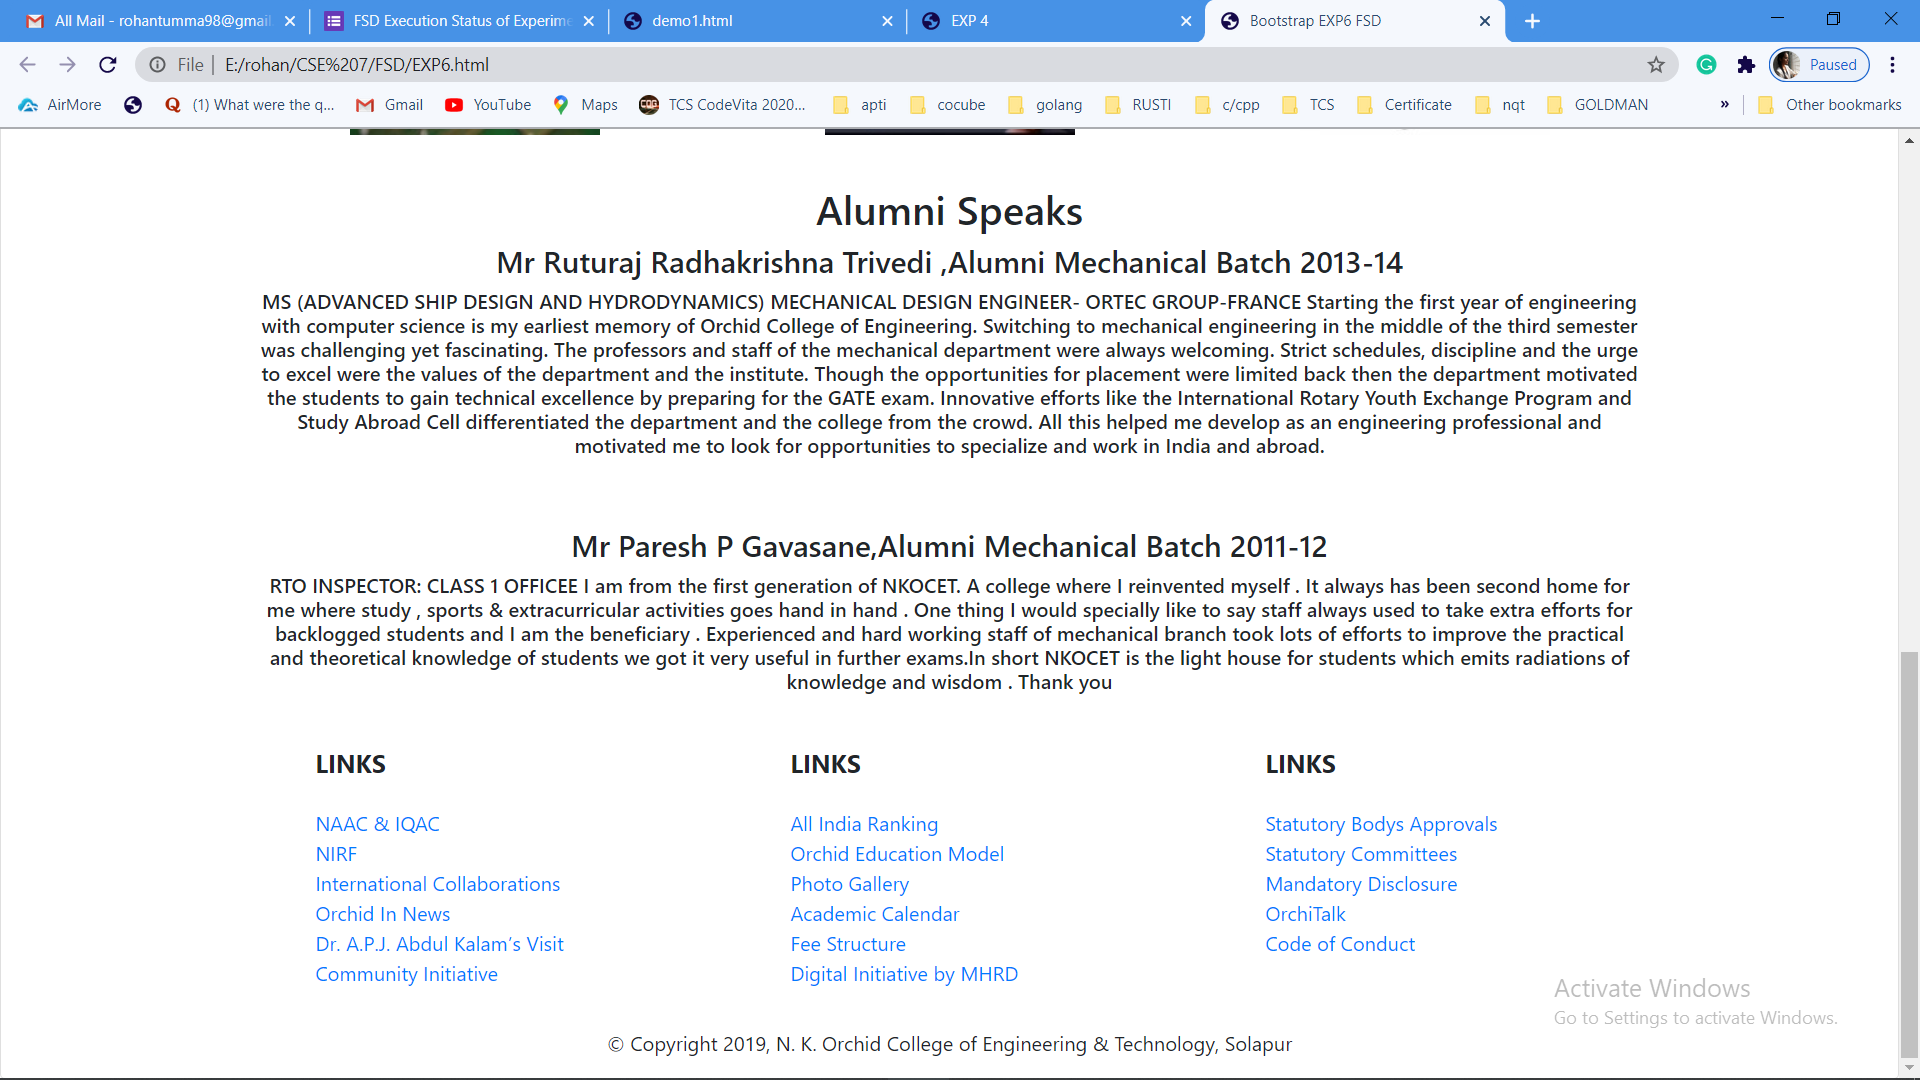 All Mail - rohantumma98@gmail
FSD Execution Status of Experime
demo1.html
EXP 4
Bootstrap EXP6 FSD
File | E:/rohan/CSE%207/FSD/EXP6.html
Paused
AirMore
(1) What were the q...
Gmail
YouTube
Maps
TCS CodeVita 2020...
apti
cocube
golang
RUSTI
c/cpp
TCS
Certificate
nqt
GOLDMAN
»
Other bookmarks
Alumni Speaks
Mr Ruturaj Radhakrishna Trivedi ,Alumni Mechanical Batch 2013-14
MS (ADVANCED SHIP DESIGN AND HYDRODYNAMICS) MECHANICAL DESIGN ENGINEER- ORTEC GROUP-FRANCE Starting the first year of engineering
with computer science is my earliest memory of Orchid College of Engineering. Switching to mechanical engineering in the middle of the third semester
was challenging yet fascinating. The professors and staff of the mechanical department were always welcoming. Strict schedules, discipline and the urge
to excel were the values of the department and the institute. Though the opportunities for placement were limited back then the department motivated
the students to gain technical excellence by preparing for the GATE exam. Innovative efforts like the International Rotary Youth Exchange Program and
Study Abroad Cell differentiated the department and the college from the crowd. All this helped me develop as an engineering professional and
motivated me to look for opportunities to specialize and work in India and abroad.
Mr Paresh P Gavasane,Alumni Mechanical Batch 2011-12
RTO INSPECTOR: CLASS 1 OFFICEE I am from the first generation of NKOCET. A college where I reinvented myself . It always has been second home for
me where study , sports & extracurricular activities goes hand in hand . One thing I would specially like to say staff always used to take extra efforts for
backlogged students and I am the beneficiary . Experienced and hard working staff of mechanical branch took lots of efforts to improve the practical
and theoretical knowledge of students we got it very useful in further exams.In short NKOCET is the light house for students which emits radiations of
knowledge and wisdom . Thank you
LINKS
NAAC & IQAC
NIRF
International Collaborations
Orchid In News
Dr. A.P.J. Abdul Kalam’s Visit
Community Initiative
LINKS
All India Ranking
Orchid Education Model
Photo Gallery
Academic Calendar
Fee Structure
Digital Initiative by MHRD
LINKS
Statutory Bodys Approvals
Statutory Committees
Mandatory Disclosure
OrchiTalk
Code of Conduct
Activate Windows
Go to Settings to activate Windows.
© Copyright 2019, N. K. Orchid College of Engineering & Technology, Solapur